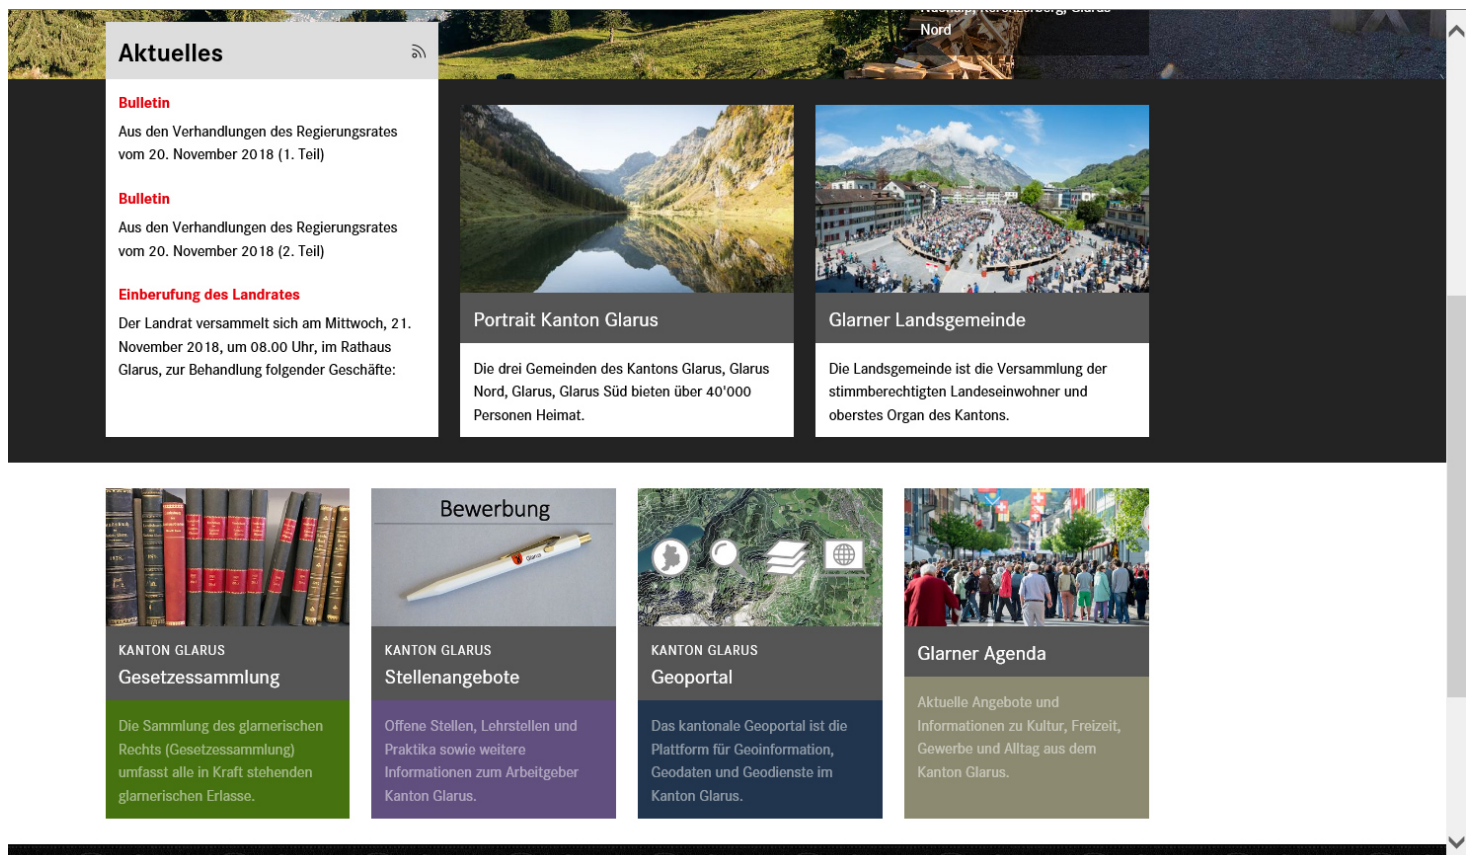 Nord
Aktuelles
Bulletin
Aus den Verhandlungen des Regierungsrates
vom 20. November 2018 (1. Teil)
Bulletin
Aus den Verhandlungen des Regierungsrates
vom 20. November 2018 (2. Teil)
Einberufung des Landrates
Der Landrat versammelt sich am Mittwoch, 21.
November 2018, um 08.00 Uhr, im Rathaus
Glarus, zur Behandlung folgender Geschäfte:
Portrait Kanton Glarus
Die drei Gemeinden des Kantons Glarus, Glarus
Nord, Glarus, Glarus Süd bieten über 40'000
Personen Heimat.
Glarner Landsgemeinde
Die Landsgemeinde ist die Versammlung der
stimmberechtigten Landeseinwohner und
oberstes Organ des Kantons.
KANTON GLARUS
Gesetzessammlung
Die Sammlung des glarnerischen
Rechts (Gesetzessammlung)
umfasst alle in Kraft stehenden
glarnerischen Erlasse.
Bewerbung
Glarus
KANTON GLARUS
Stellenangebote
Offene Stellen, Lehrstellen und
Praktika sowie weitere
Informationen zum Arbeitgeber
Kanton Glarus.
KANTON GLARUS
Geoportal
Das kantonale Geoportal ist die
Plattform für Geoinformation,
Geodaten und Geodienste im
Kanton Glarus.
Glarner Agenda
Aktuelle Angebote und
Informationen zu Kultur, Freizeit,
Gewerbe und Alltag aus dem
Kanton Glarus.